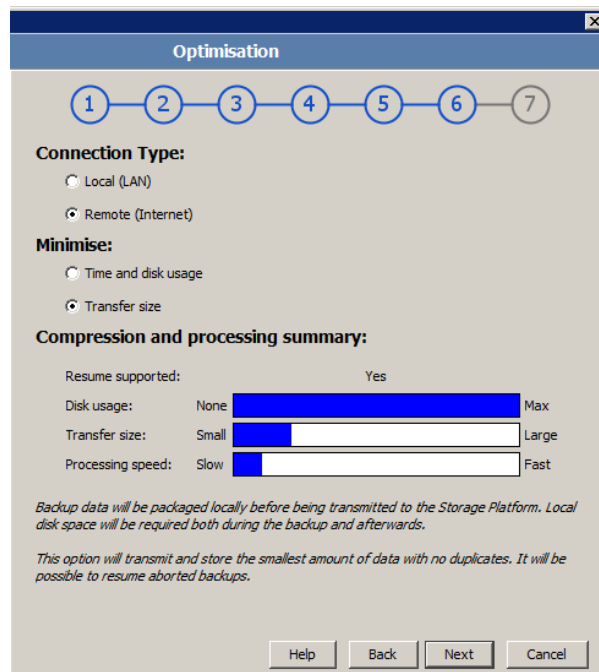 Optimisation
1 2 3 4 5 6 7
Connection Type:
Local (LAN)
Remote (Internet)
Minimise:
Time and disk usage
Transfer size
Compression and processing summary:
Resume supported: Yes
Disk usage: None Max
Transfer size: Small Large
Processing speed: Slow Fast
Backup data will be packaged locally before being transmitted to the Storage Platform. Local
disk space will be required both during the backup and afterwards.
This option will transmit and store the smallest amount of data with no duplicates. It will be
possible to resume aborted backups.
Help Back Next Cancel